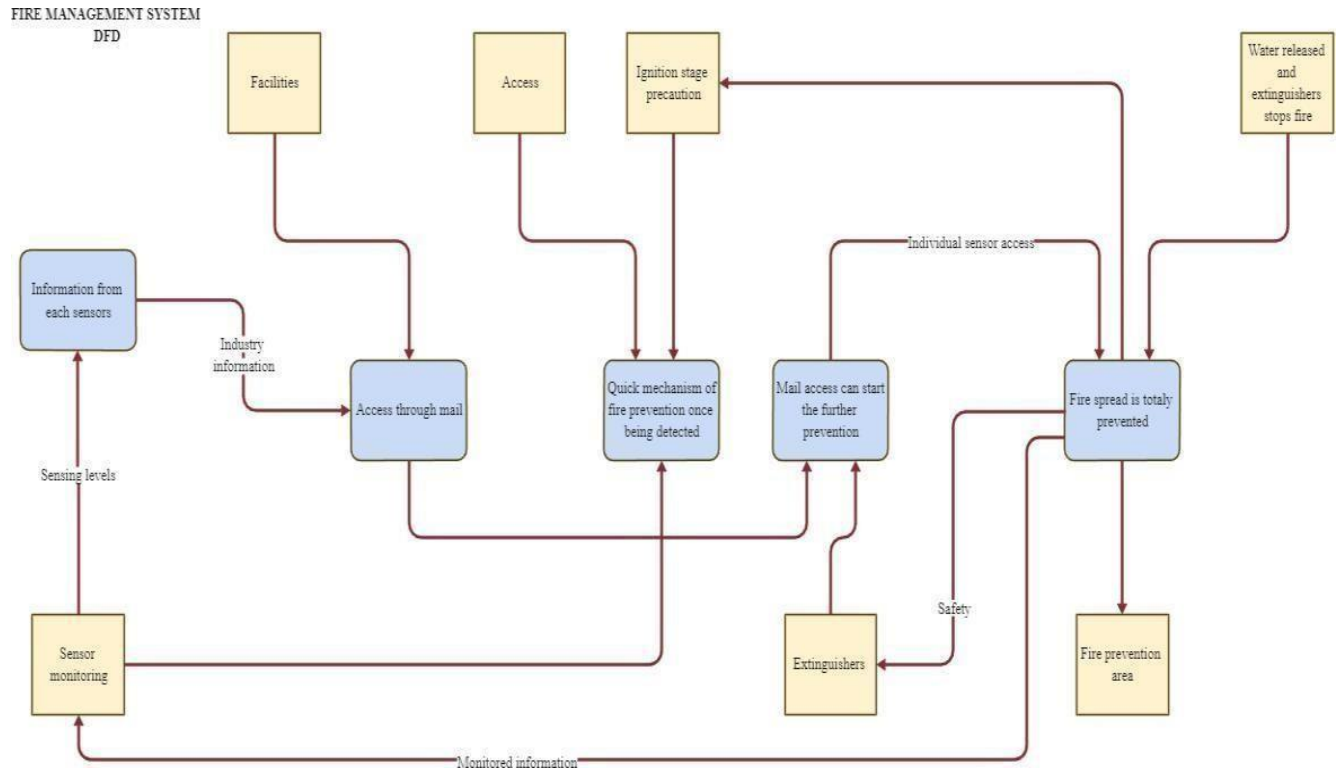 FIRE MANAGEMENT SYSTEM
DFD
Facilities
Access
Ignition stage
precaution
Water released
and
extinguishers
stops fire
Individual sensor access
Information from
each sensors
Industry
information
Access through mail
Quick mechanism of
fire prevention once
being detected
Mail access can start
the further
prevention
Fire spread is totaly
prevented
Sensing levels
Safety
Sensor
monitoring
Extinguishers
Fire prevention
area
Monitored information